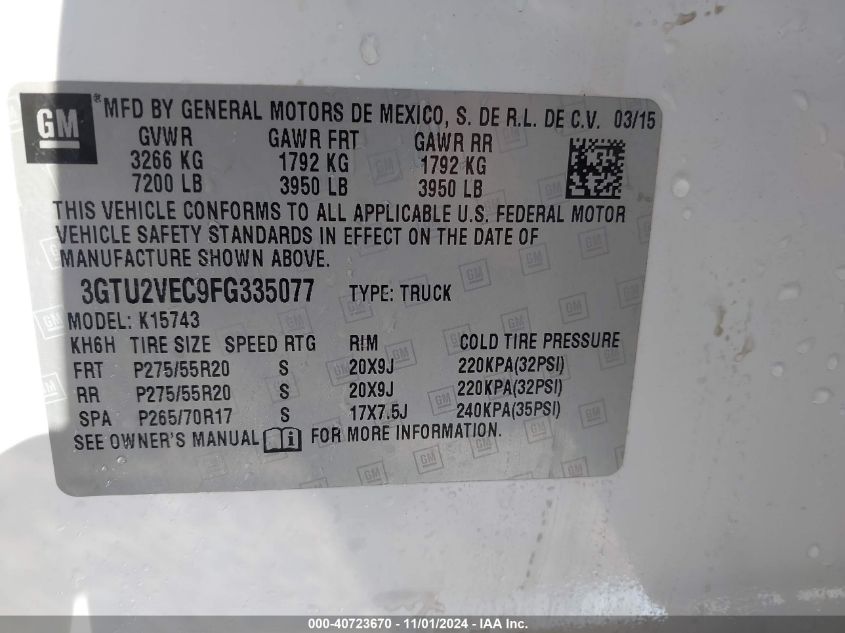 GM ® MFD BY GENERAL MOTORS DE MEXICO, S. DE R.L. DE C.V. 03/15
GVWR GAWR FRT GAWR RR
3266 KG 1792 KG 1792 KG
7200 LB 3950 LB 3950 LB
THIS VEHICLE CONFORMS TO ALL APPLICABLE U.S. FEDERAL MOTOR
VEHICLE SAFETY STANDARDS IN EFFECT ON THE DATE OF
MANUFACTURE SHOWN ABOVE.
3GTU2VEC9FG335077 TYPE: TRUCK
MODEL: K15743
KH6H TIRE SIZE SPEED RTG RIM COLD TIRE PRESSURE
FRT P275/55R20 S 20X9J 220KPA(32PSI)
RR P275/55R20 S 20X9J 220KPA(32PSI)
SPA P265/70R17 S 17X7.5J 240KPA(35PSI)
SEE OWNER'S MANUAL FOR MORE INFORMATION.
000-40723670 - 11/01/2024 - COPART, INC.